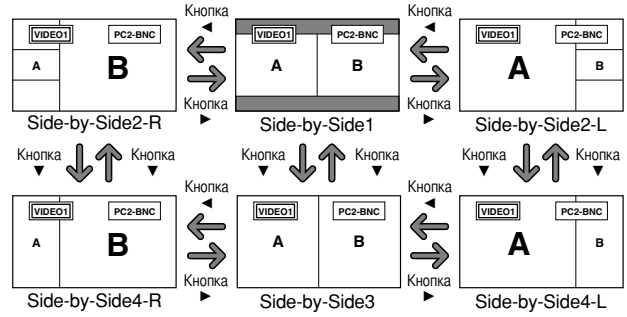 Кнопка
◄
Кнопка
◄
VIDEO1 PC2-BNC
A B
VIDEO1 PC2-BNC
A B
VIDEO1 PC2-BNC
A B
Кнопка
►
Кнопка
►
Side-by-Side2-R
Side-by-Side1
Side-by-Side2-L
Кнопка
▼
Кнопка
▼
Кнопка
▼
Кнопка
▼
Кнопка
▼
Кнопка
▼
Кнопка
◄
Кнопка
◄
VIDEO1 PC2-BNC
A B
VIDEO1 PC2-BNC
A B
VIDEO1 PC2-BNC
A B
Кнопка
►
Кнопка
►
Side-by-Side4-R
Side-by-Side3
Side-by-Side4-L